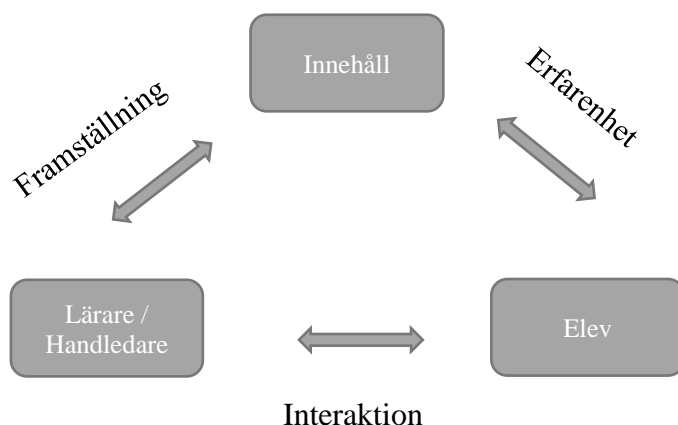 Innehåll
Framställning
Erfarenhet
Lärare /
Handledare
Elev
Interaktion